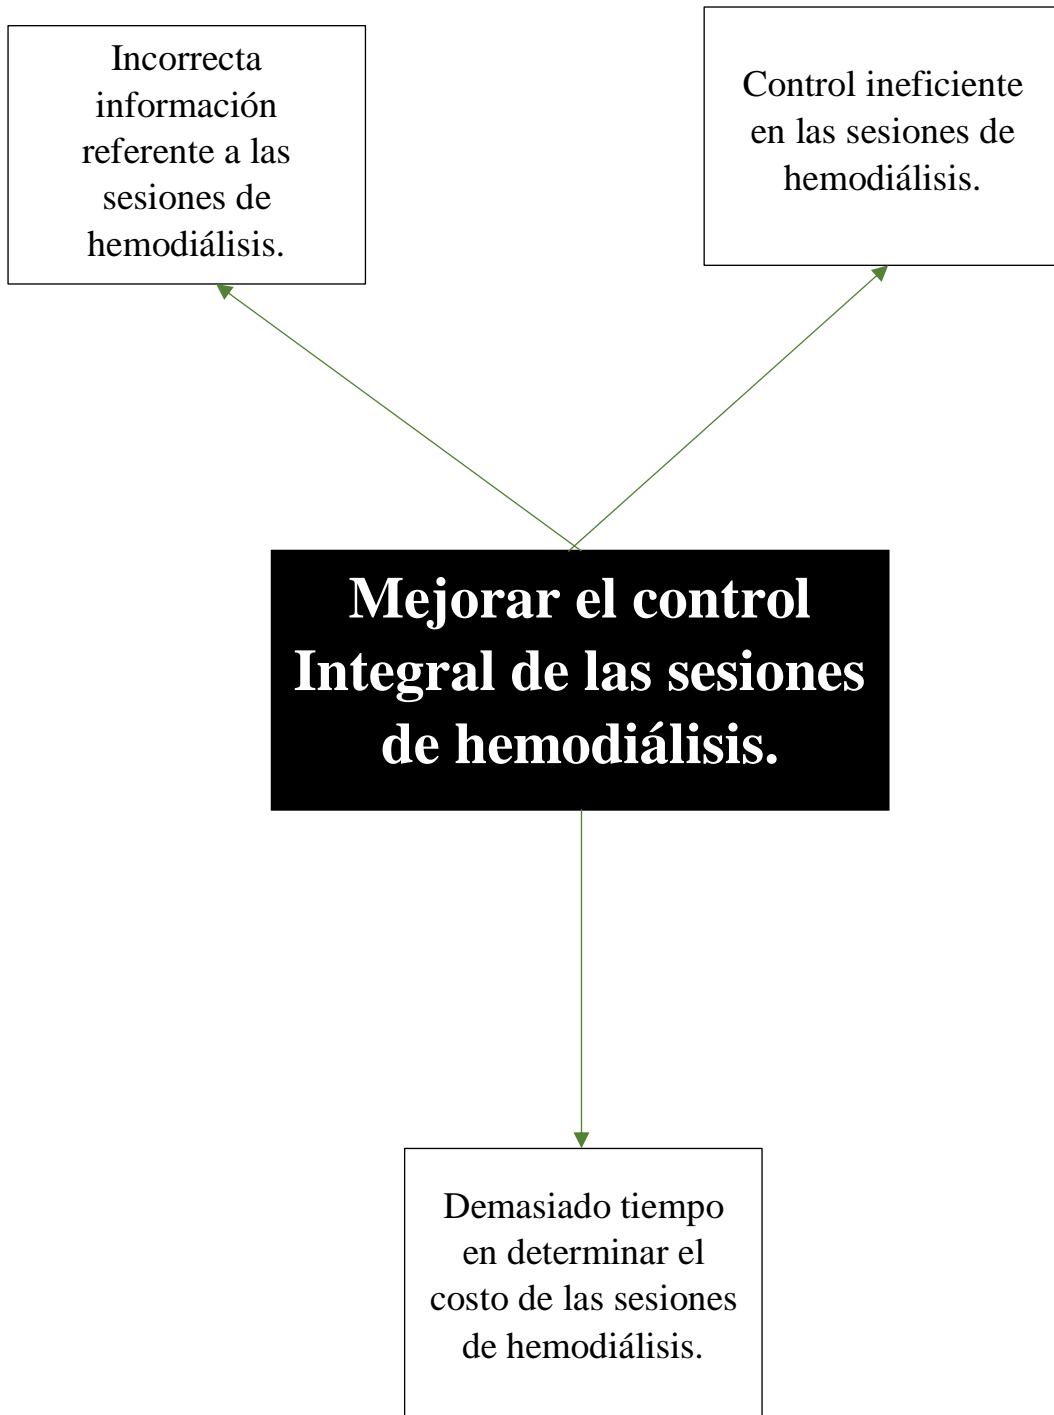 Incorrecta
información
referente a las
sesiones de
hemodiálisis.
Control ineficiente
en las sesiones de
hemodiálisis.
Mejorar el control
Integral de las sesiones
de hemodiálisis.
Demasiado tiempo
en determinar el
costo de las sesiones
de hemodiálisis.